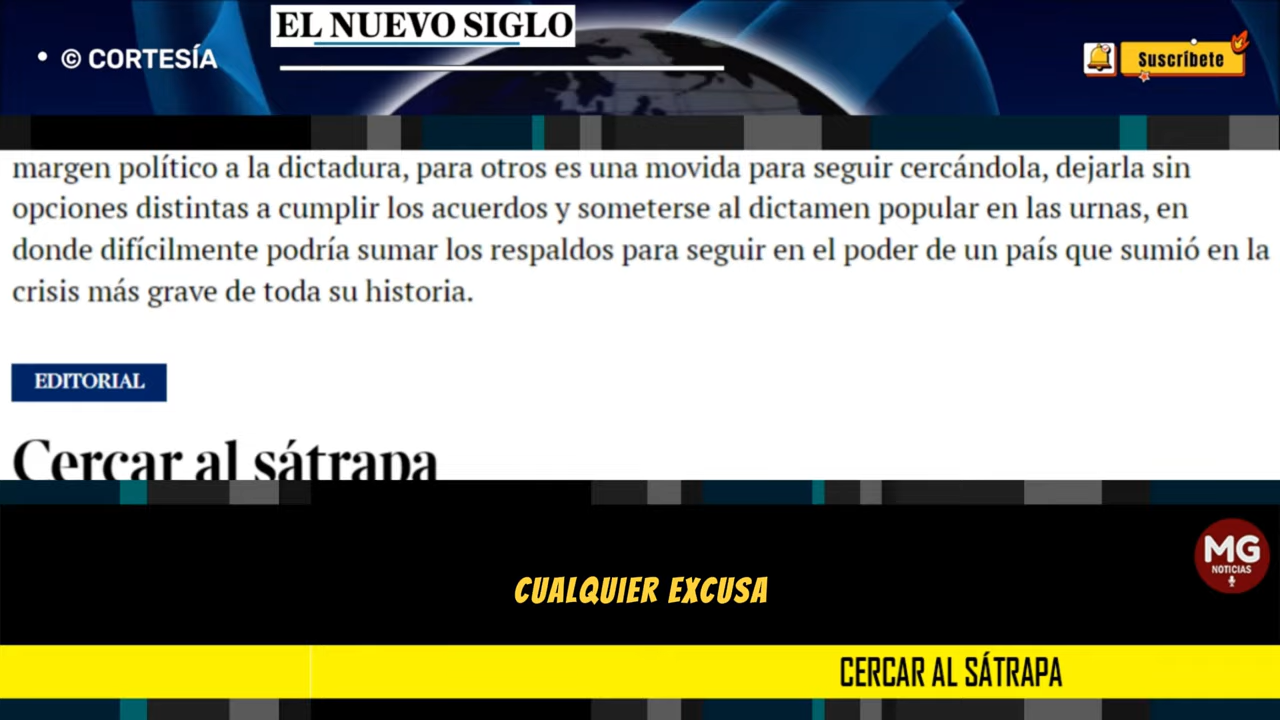 EL NUEVO SIGLO
• © CORTESÍA
Suscríbete
margen político a la dictadura, para otros es una movida para seguir cercándola, dejarla sin
opciones distintas a cumplir los acuerdos y someterse al dictamen popular en las urnas, en
donde difícilmente podría sumar los respaldos para seguir en el poder de un país que sumió en la
crisis más grave de toda su historia.
EDITORIAL
Cercar al sátrapa
MG
NOTICIAS
CUALQUIER EXCUSA
CERCAR AL SÁTRAPA